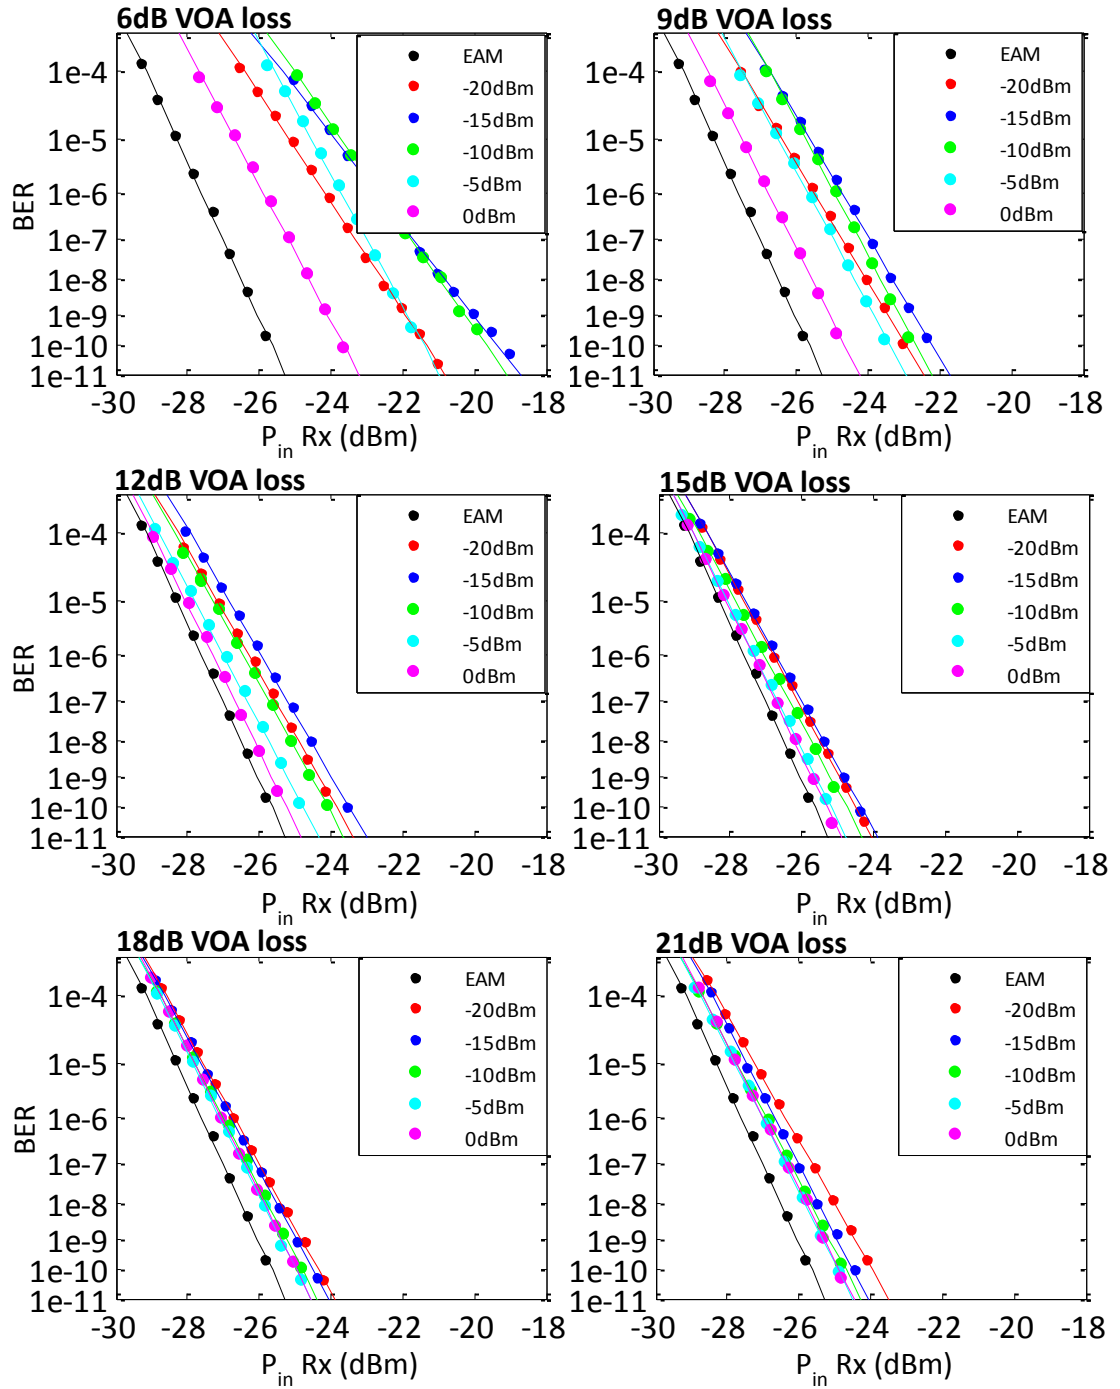 6dB VOA loss
EAM
-20dBm
-15dBm
-10dBm
-5dBm
0dBm
1e-4
1e-5
1e-6
1e-7
1e-8
1e-9
1e-10
1e-11
BER
-30 -28 -26 -24 -22 -20 -18
P_in Rx (dBm)
9dB VOA loss
EAM
-20dBm
-15dBm
-10dBm
-5dBm
0dBm
1e-4
1e-5
1e-6
1e-7
1e-8
1e-9
1e-10
1e-11
-30 -28 -26 -24 -22 -20 -18
P_in Rx (dBm)
12dB VOA loss
EAM
-20dBm
-15dBm
-10dBm
-5dBm
0dBm
1e-4
1e-5
1e-6
1e-7
1e-8
1e-9
1e-10
1e-11
BER
-30 -28 -26 -24 -22 -20 -18
P_in Rx (dBm)
15dB VOA loss
EAM
-20dBm
-15dBm
-10dBm
-5dBm
0dBm
1e-4
1e-5
1e-6
1e-7
1e-8
1e-9
1e-10
1e-11
-30 -28 -26 -24 -22 -20 -18
P_in Rx (dBm)
18dB VOA loss
EAM
-20dBm
-15dBm
-10dBm
-5dBm
0dBm
1e-4
1e-5
1e-6
1e-7
1e-8
1e-9
1e-10
1e-11
BER
-30 -28 -26 -24 -22 -20 -18
P_in Rx (dBm)
21dB VOA loss
EAM
-20dBm
-15dBm
-10dBm
-5dBm
0dBm
1e-4
1e-5
1e-6
1e-7
1e-8
1e-9
1e-10
1e-11
-30 -28 -26 -24 -22 -20 -18
P_in Rx (dBm)